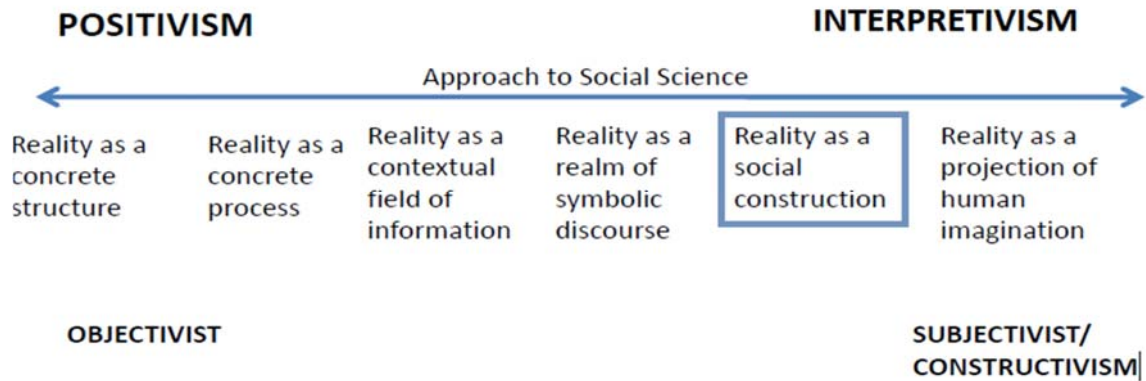 POSITIVISM
INTERPRETIVISM
Approach to Social Science
Reality as a
concrete
structure
Reality as a
concrete
process
Reality as a
contextual
field of
information
Reality as a
realm of
symbolic
discourse
Reality as a
social
construction
Reality as a
projection of
human
imagination
OBJECTIVIST
SUBJECTIVIST/
CONSTRUCTIVISM